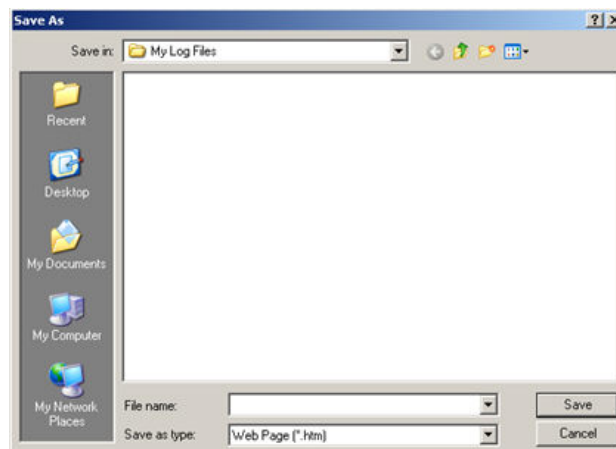 Save As
Save in: My Log Files
Recent
Desktop
My Documents
My Computer
My Network
Places
File name:
Save
Save as type: Web Page (*.htm)
Cancel